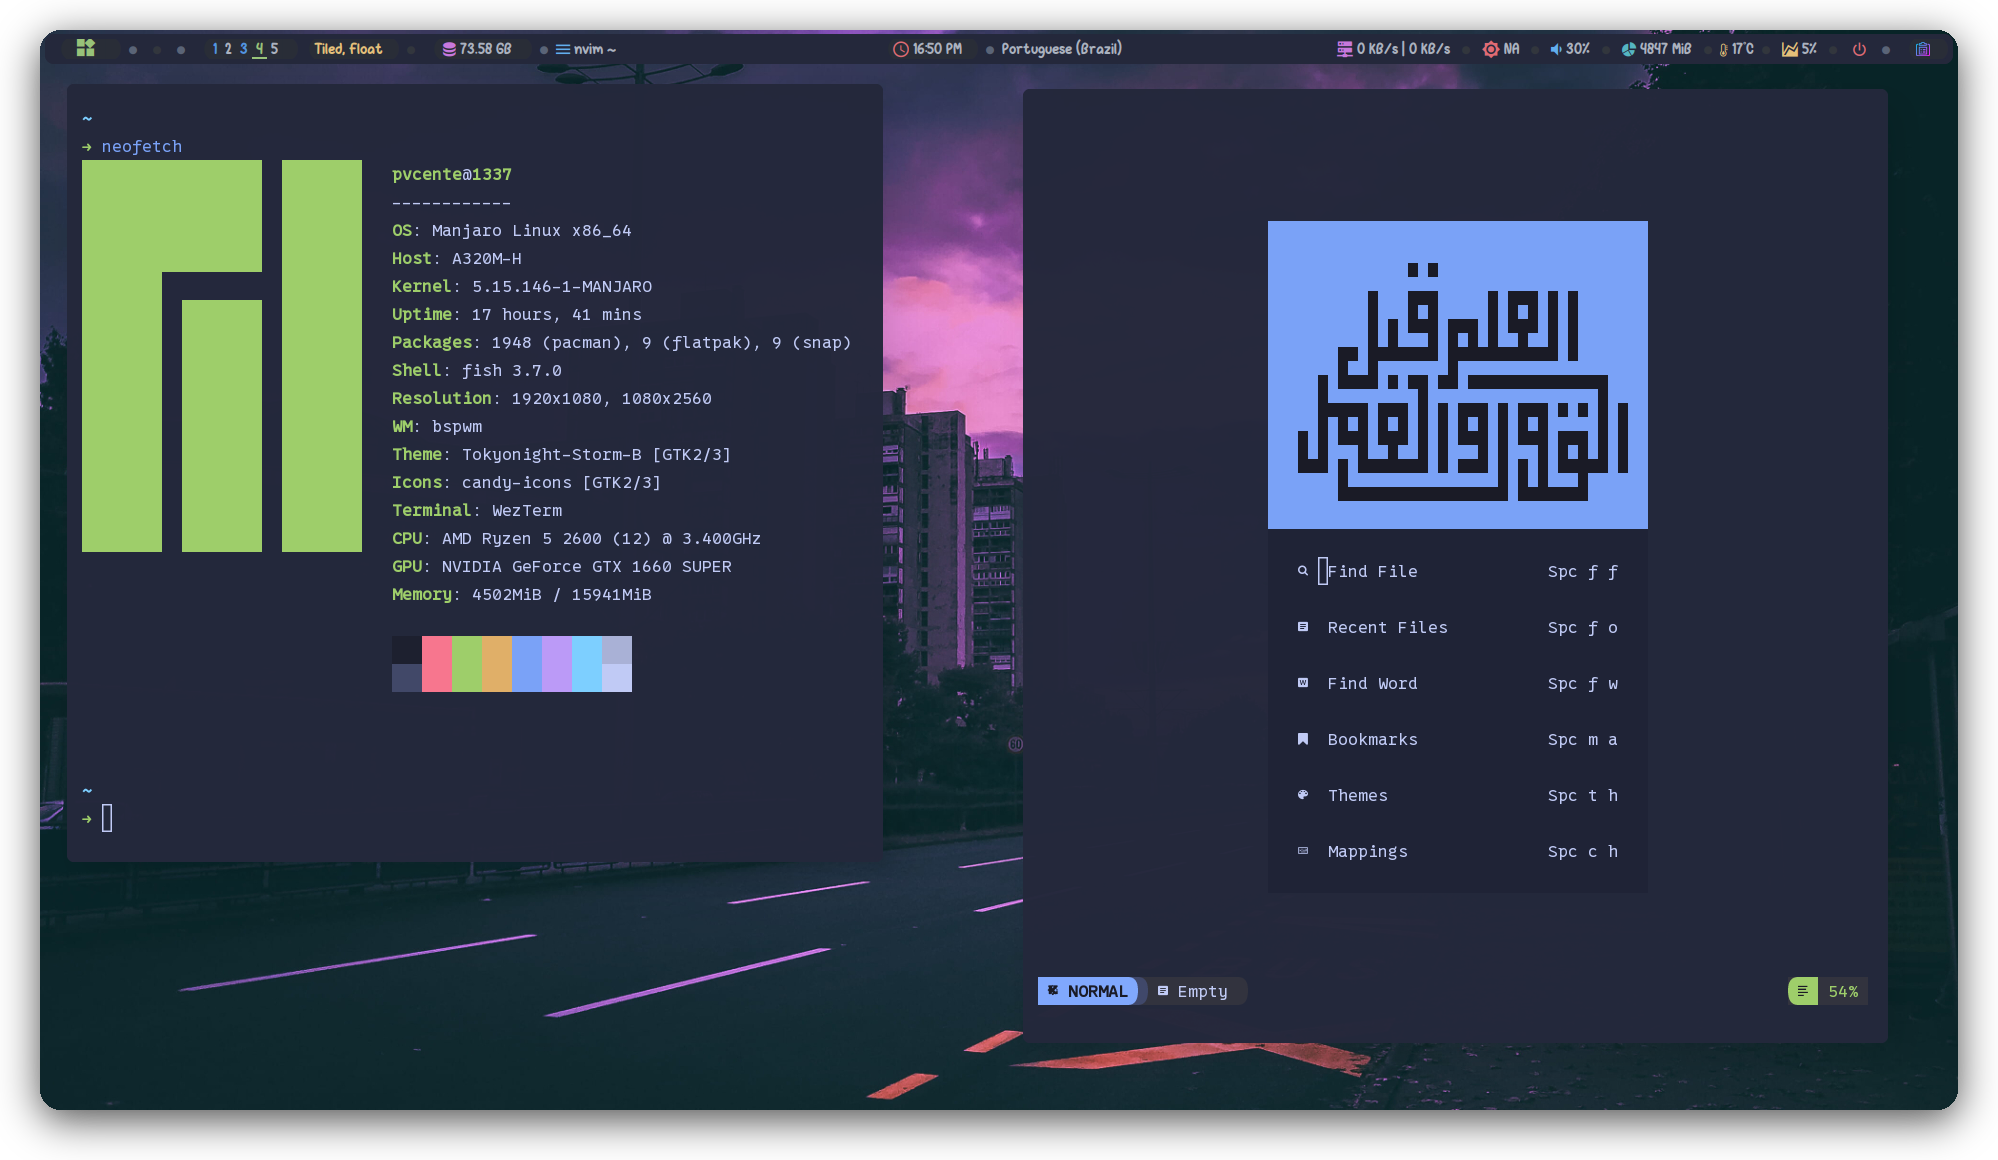 1 2 3 4 5 Tiled, Float 73.58 GB nvim ~ 16:50 PM Portuguese (Brazil) 0 KB/s | 0 KB/s NA 30% 4847 MiB 17°C 5%
~
→ neofetch
pvcente@1337
------------
OS: Manjaro Linux x86_64
Host: A320M-H
Kernel: 5.15.146-1-MANJARO
Uptime: 17 hours, 41 mins
Packages: 1948 (pacman), 9 (flatpak), 9 (snap)
Shell: fish 3.7.0
Resolution: 1920x1080, 1080x2560
WM: bspwm
Theme: Tokyonight-Storm-B [GTK2/3]
Icons: candy-icons [GTK2/3]
Terminal: WezTerm
CPU: AMD Ryzen 5 2600 (12) @ 3.400GHz
GPU: NVIDIA GeForce GTX 1660 SUPER
Memory: 4502MiB / 15941MiB
~
→
العلم قبل
القول والعمل
Find File Spc f f
Recent Files Spc f o
Find Word Spc f w
Bookmarks Spc m a
Themes Spc t h
Mappings Spc c h
NORMAL Empty 54%
60